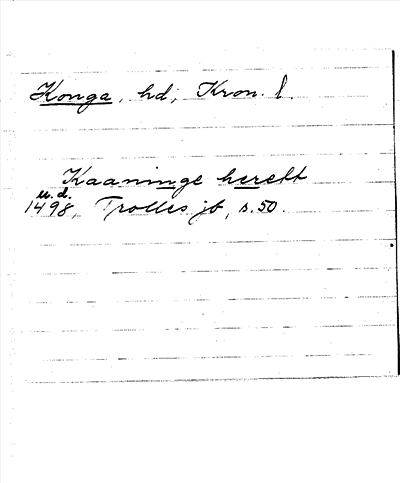 Konga, hd, Kron. l.
Kaaninge herett
u.d.
1498, Trolles jb, s. 50.